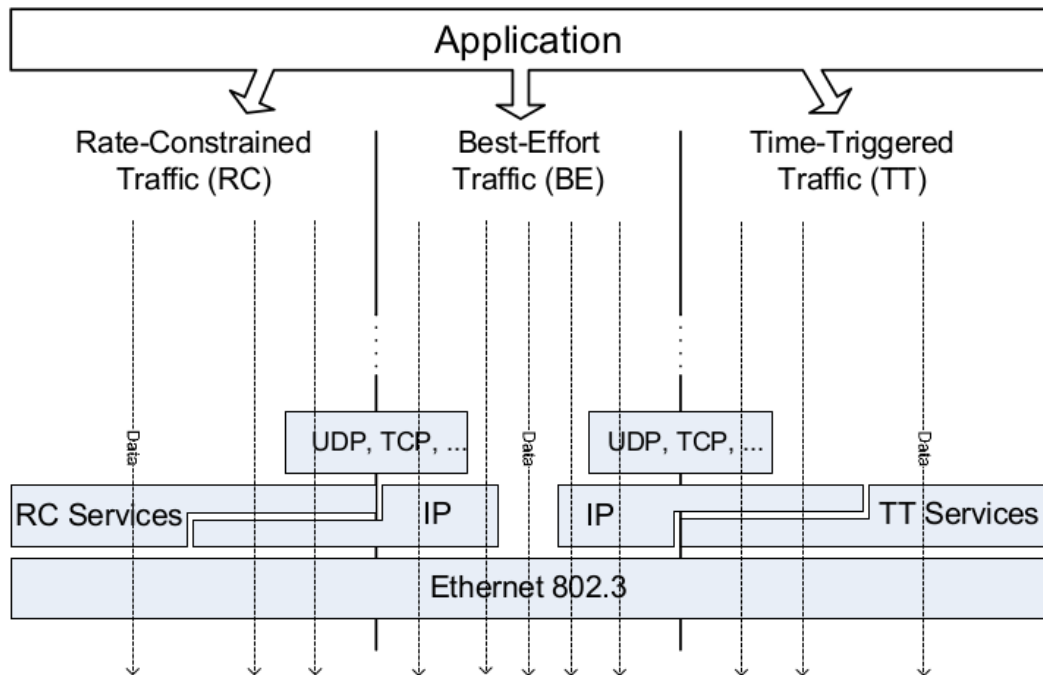 Application
Rate-Constrained
Traffic (RC)
Best-Effort
Traffic (BE)
Time-Triggered
Traffic (TT)
Data
Data
Data
UDP, TCP, ...
UDP, TCP, ...
RC Services
IP
IP
TT Services
Ethernet 802.3